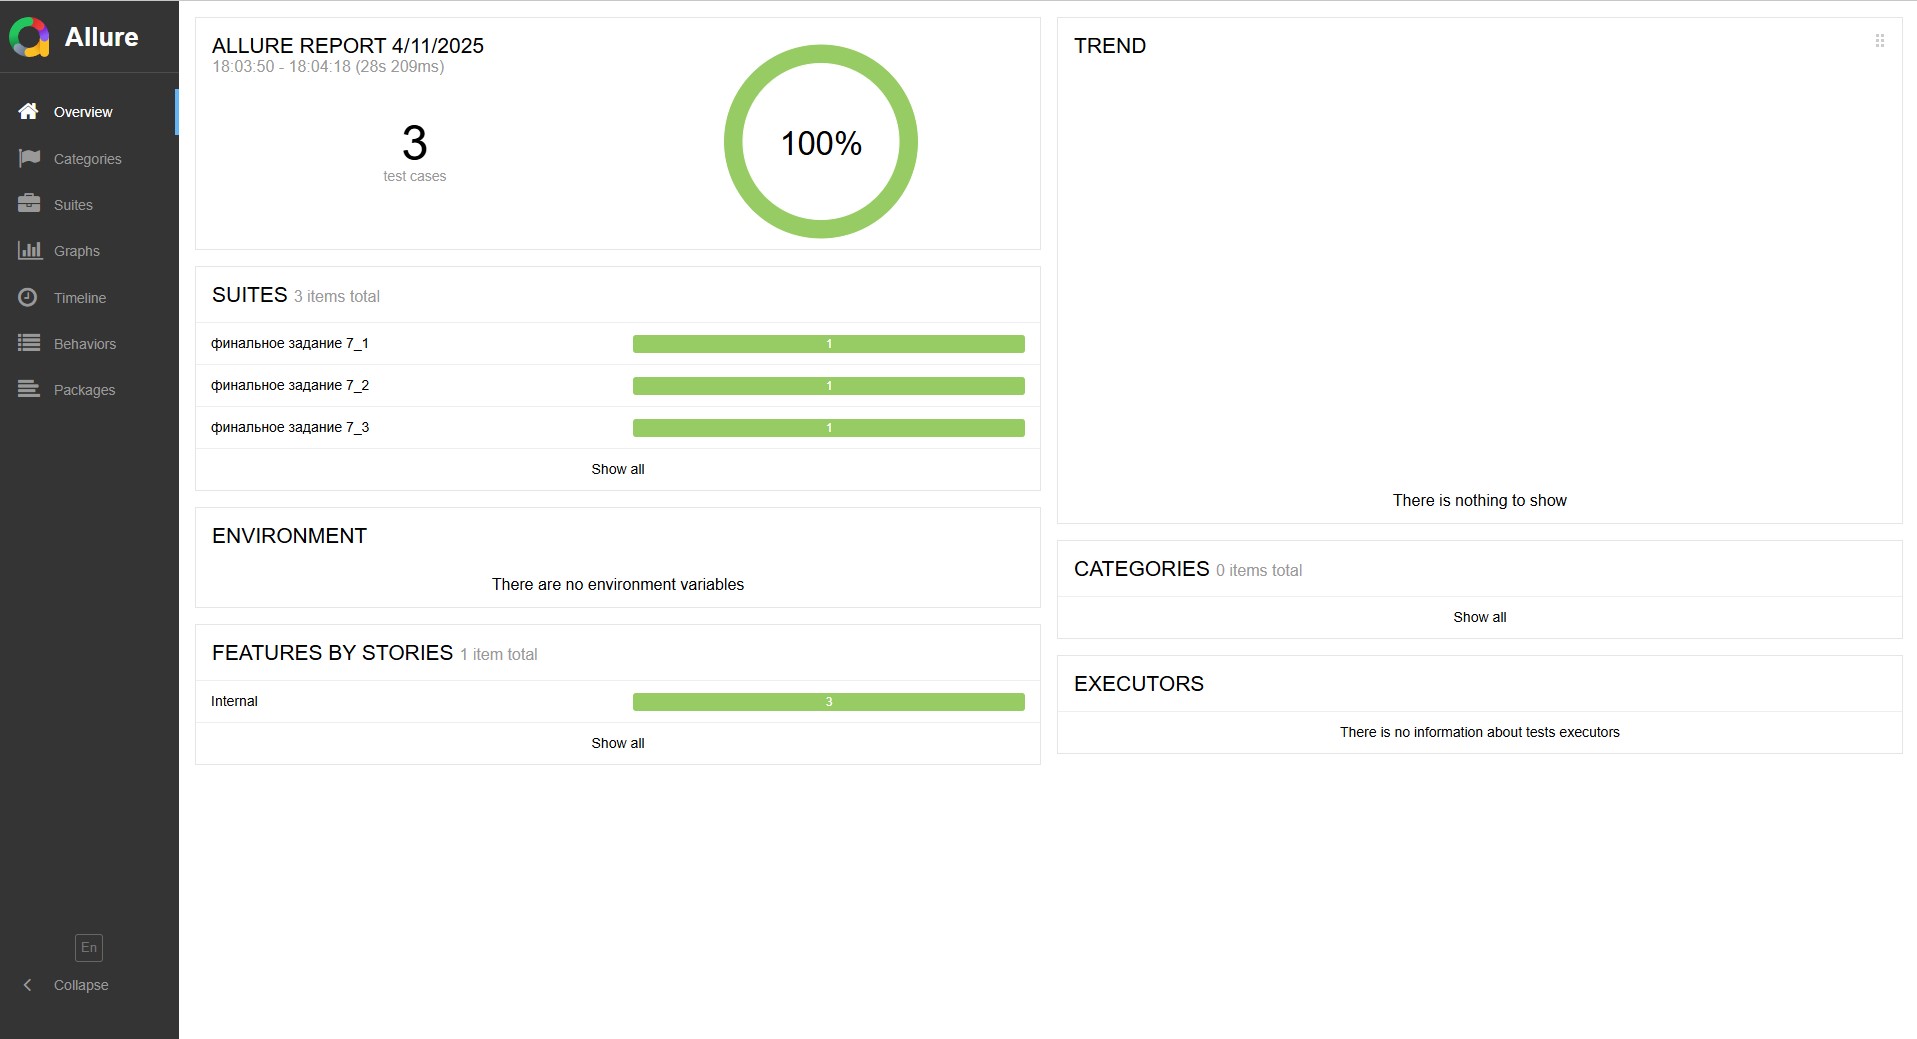 Allure
Overview
Categories
Suites
Graphs
Timeline
Behaviors
Packages
En
Collapse
ALLURE REPORT 4/11/2025
18:03:50 - 18:04:18 (28s 209ms)
3
test cases
100%
SUITES 3 items total
финальное задание 7_1
1
финальное задание 7_2
1
финальное задание 7_3
1
Show all
ENVIRONMENT
There are no environment variables
FEATURES BY STORIES 1 item total
Internal
3
Show all
TREND
There is nothing to show
CATEGORIES 0 items total
Show all
EXECUTORS
There is no information about tests executors